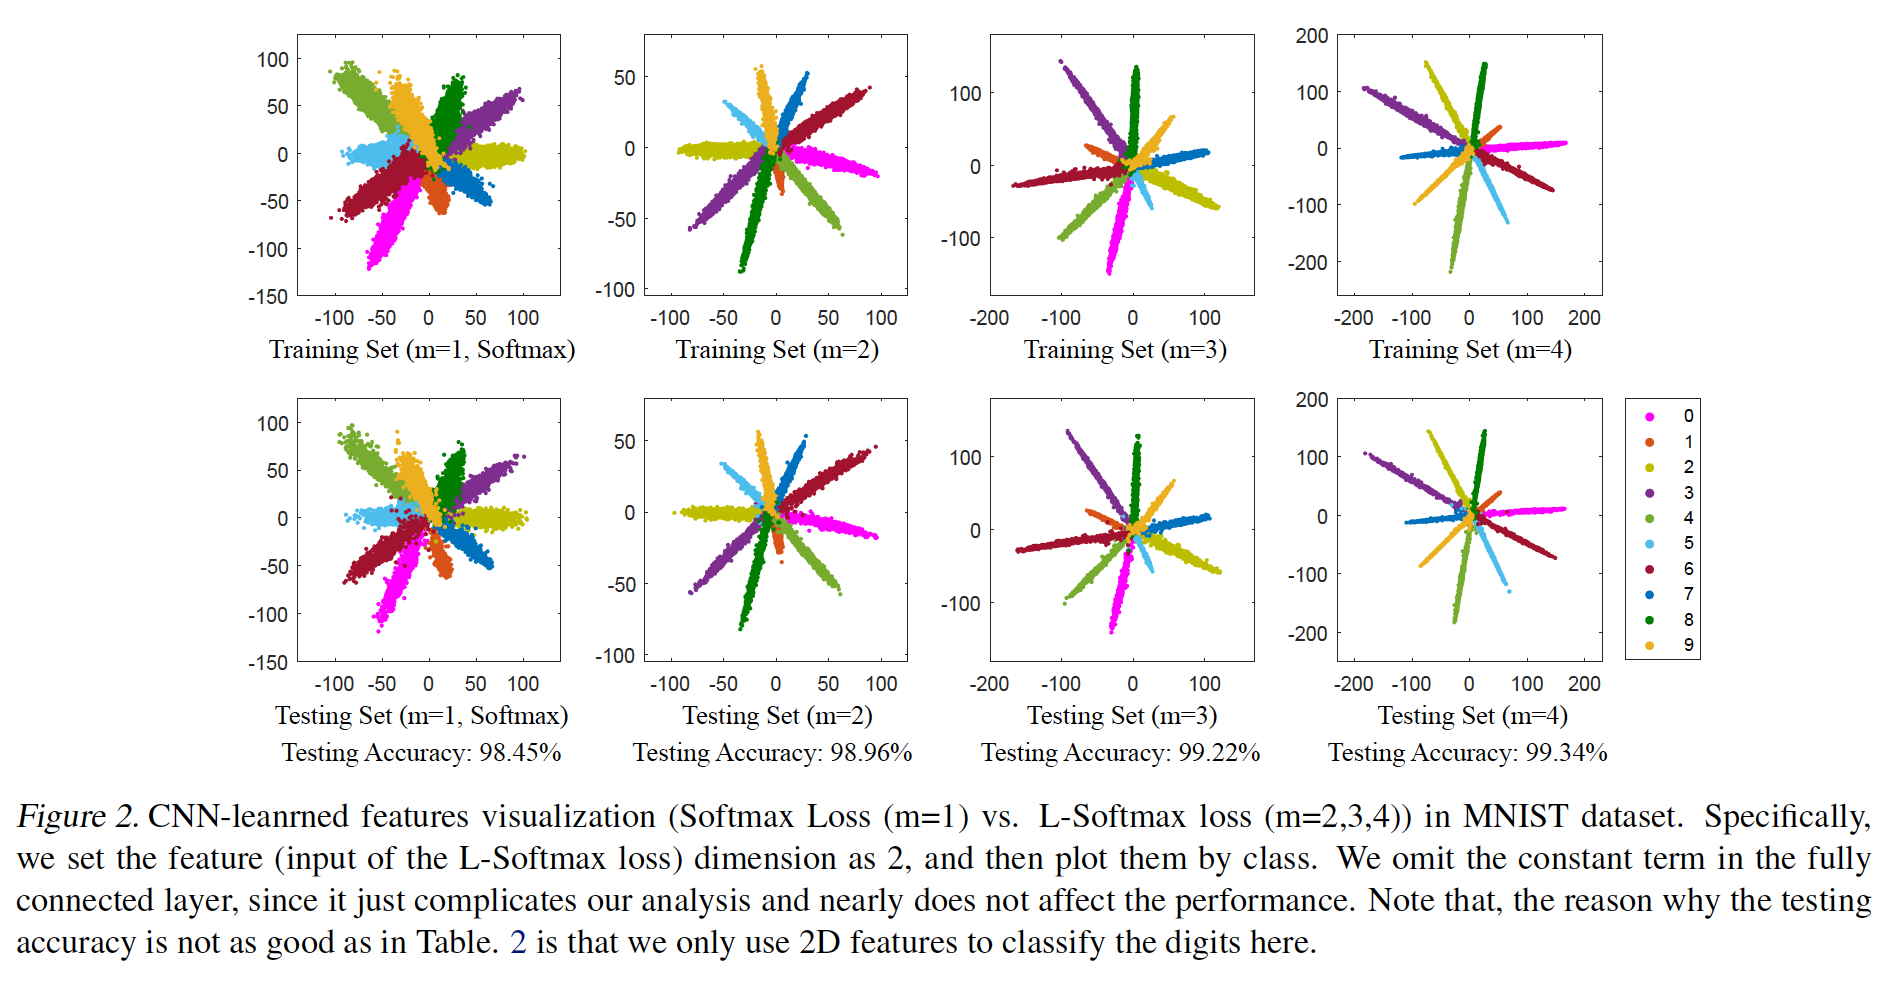 100
50
0
-50
-100
-150
-100 -50 0 50 100
Training Set (m=1, Softmax)
50
0
-50
-100
-100 -50 0 50 100
Training Set (m=2)
100
0
-100
-200 -100 0 100
Training Set (m=3)
200
100
0
-100
-200
-200 -100 0 100 200
Training Set (m=4)
100
50
0
-50
-100
-150
-100 -50 0 50 100
Testing Set (m=1, Softmax)
Testing Accuracy: 98.45%
50
0
-50
-100
-100 -50 0 50 100
Testing Set (m=2)
Testing Accuracy: 98.96%
100
0
-100
-200 -100 0 100
Testing Set (m=3)
Testing Accuracy: 99.22%
200
100
0
-100
-200
-200 -100 0 100 200
Testing Set (m=4)
Testing Accuracy: 99.34%
0
1
2
3
4
5
6
7
8
9
Figure 2. CNN-leanrned features visualization (Softmax Loss (m=1) vs. L-Softmax loss (m=2,3,4)) in MNIST dataset. Specifically,
we set the feature (input of the L-Softmax loss) dimension as 2, and then plot them by class. We omit the constant term in the fully
connected layer, since it just complicates our analysis and nearly does not affect the performance. Note that, the reason why the testing
accuracy is not as good as in Table. 2 is that we only use 2D features to classify the digits here.